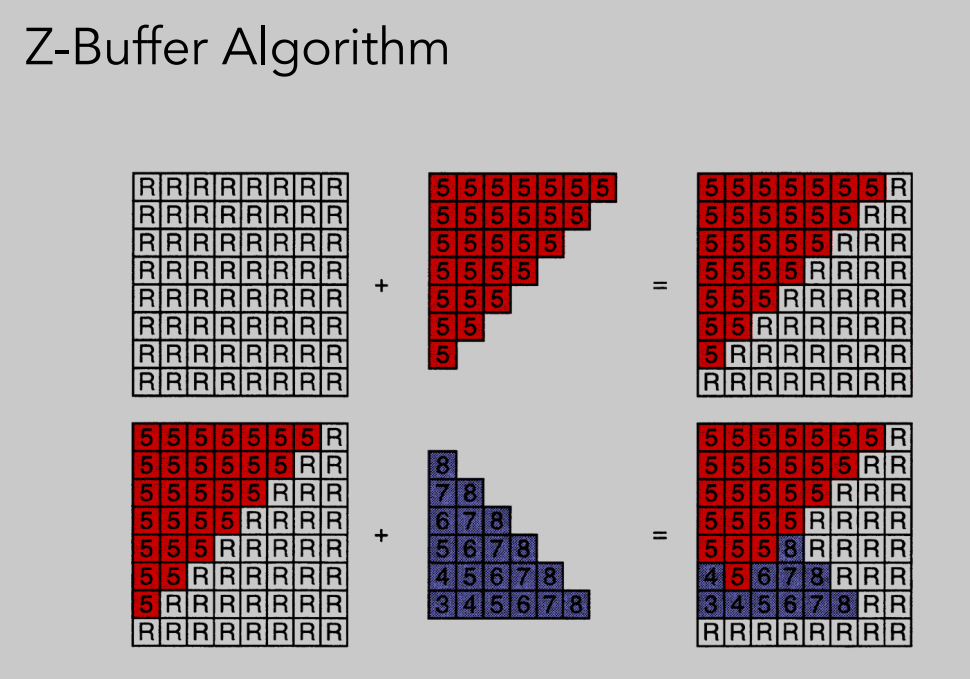 Z-Buffer Algorithm
R R R R R R R R 5 5 5 5 5 5 5 5 5 5 5 5 5 5 R
R R R R R R R R 5 5 5 5 5 5 5 5 5 5 5 5 R R
R R R R R R R R 5 5 5 5 5 5 5 5 5 5 R R R
R R R R R R R R 5 5 5 5 5 5 5 5 R R R R
+ =
R R R R R R R R 5 5 5 5 5 5 R R R R R
R R R R R R R R 5 5 5 5 R R R R R R
R R R R R R R R 5 5 R R R R R R R
R R R R R R R R R R R R R R R R
5 5 5 5 5 5 5 R 5 5 5 5 5 5 5 R
5 5 5 5 5 5 R R 8 5 5 5 5 5 5 R R
5 5 5 5 5 R R R 7 8 5 5 5 5 5 R R R
5 5 5 5 R R R R 6 7 8 5 5 5 5 R R R R
+ =
5 5 5 R R R R R 5 6 7 8 5 5 5 8 R R R R
5 5 R R R R R R 4 5 6 7 8 4 5 6 7 8 R R R
5 R R R R R R R 3 4 5 6 7 8 3 4 5 6 7 8 R R
R R R R R R R R R R R R R R R R